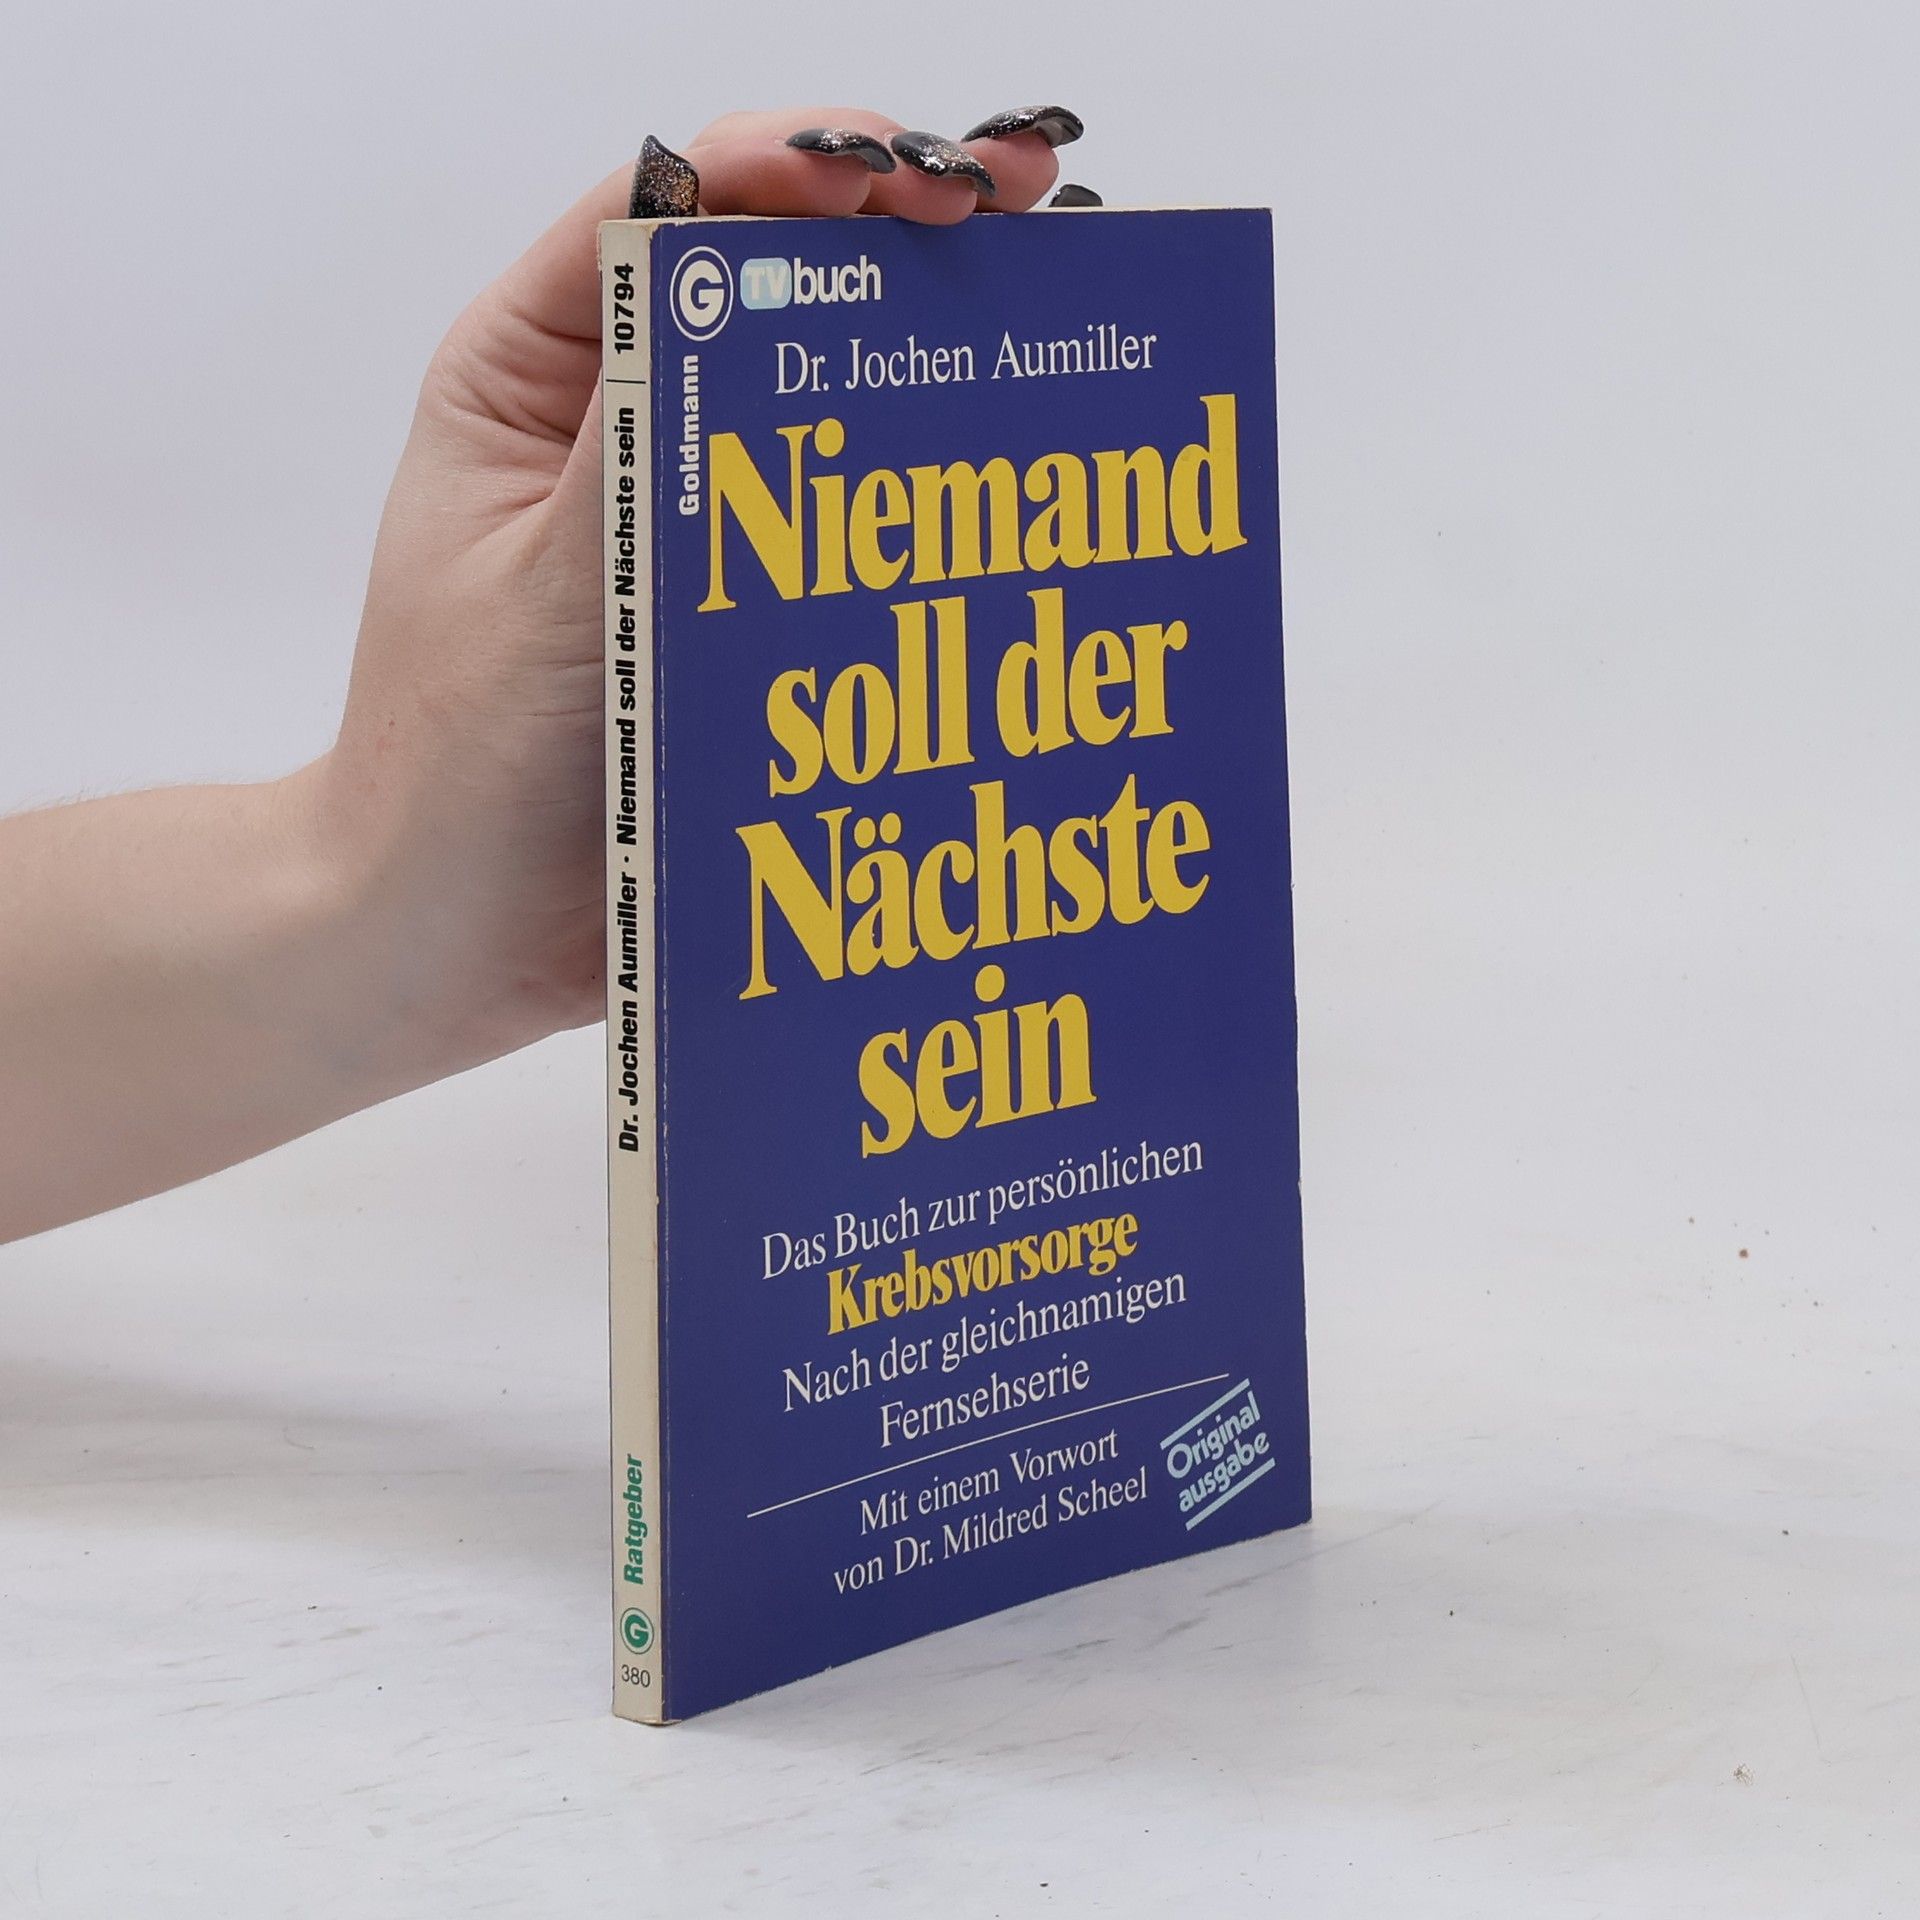 10794
Dr. Jochen Aumiller · Niemand soll der Nächste sein
Ratgeber
G
380
G TVbuch
Goldmann
Dr. Jochen Aumiller
Niemand
soll der
Nächste
sein
Das Buch zur persönlichen
Krebsvorsorge
Nach der gleichnamigen
Fernsehserie
Mit einem Vorwort
von Dr. Mildred Scheel
Original
ausgabe